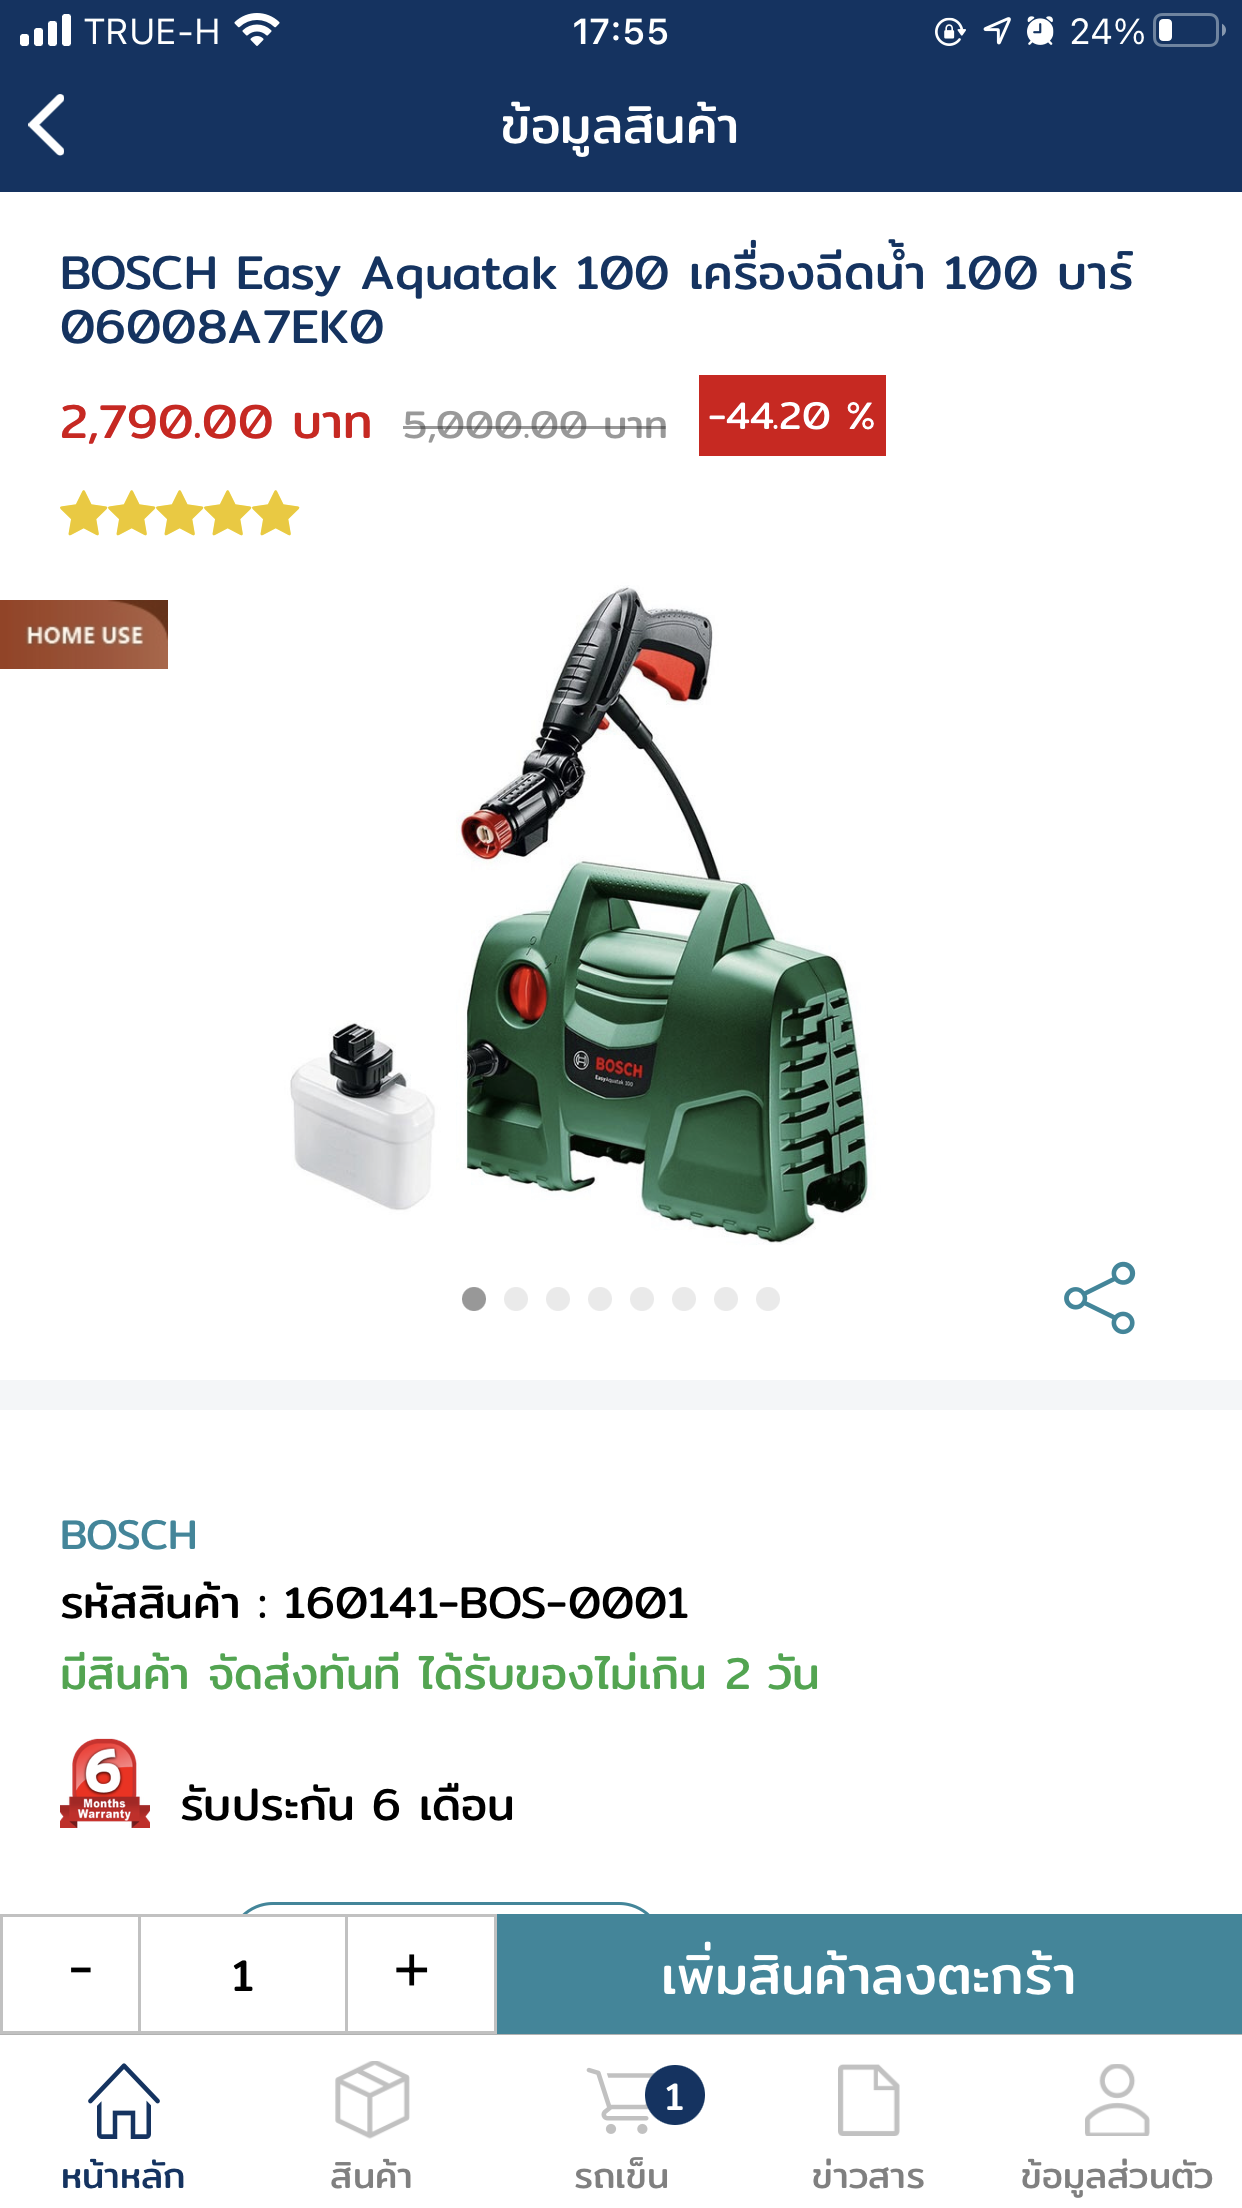 TRUE-H 17:55 24%
ข้อมูลสินค้า
BOSCH Easy Aquatak 100 เครื่องฉีดน้ำ 100 บาร์
06008A7EK0
2,790.00 บาท 5,000.00 บาท -44.20 %
HOME USE
BOSCH
EasyAquatak 100
BOSCH
รหัสสินค้า : 160141-BOS-0001
มีสินค้า จัดส่งทันที ได้รับของไม่เกิน 2 วัน
6
Months
Warranty
รับประกัน 6 เดือน
- 1 + เพิ่มสินค้าลงตะกร้า
1
หน้าหลัก สินค้า รถเข็น ข่าวสาร ข้อมูลส่วนตัว